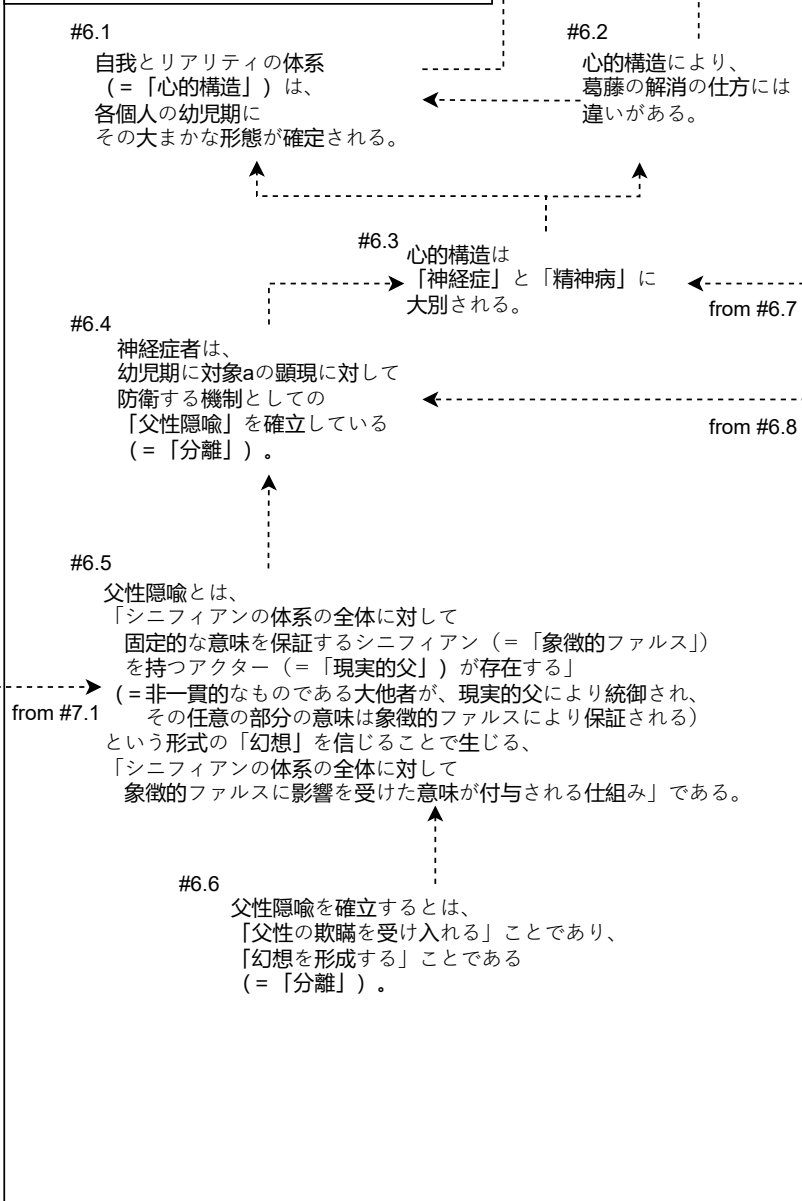 #6.1
自我とリアリティの体系
（=「心的構造」）は、
各個人の幼児期に
その大まかな形態が確定される。
#6.2
心的構造により、
葛藤の解消の仕方には
違いがある。
#6.3
心的構造は
「神経症」と「精神病」に
大別される。
from #6.7
#6.4
神経症者は、
幼児期に対象aの顕現に対して
防衛する機制としての
「父性隠喩」を確立している
（=「分離」）。
from #6.8
#6.5
父性隠喩とは、
「シニフィアンの体系の全体に対して
固定的な意味を保証するシニフィアン（=「象徴的ファルス」）
を持つアクター（=「現実的父」）が存在する」
（=非一貫的なものである大他者が、現実的父により統御され、
その任意の部分の意味は象徴的ファルスにより保証される）
という形式の「幻想」を信じることで生じる、
「シニフィアンの体系の全体に対して
象徴的ファルスに影響を受けた意味が付与される仕組み」である。
from #7.1
#6.6
父性隠喩を確立するとは、
「父性の欺瞞を受け入れる」ことであり、
「幻想を形成する」ことである
（=「分離」）。